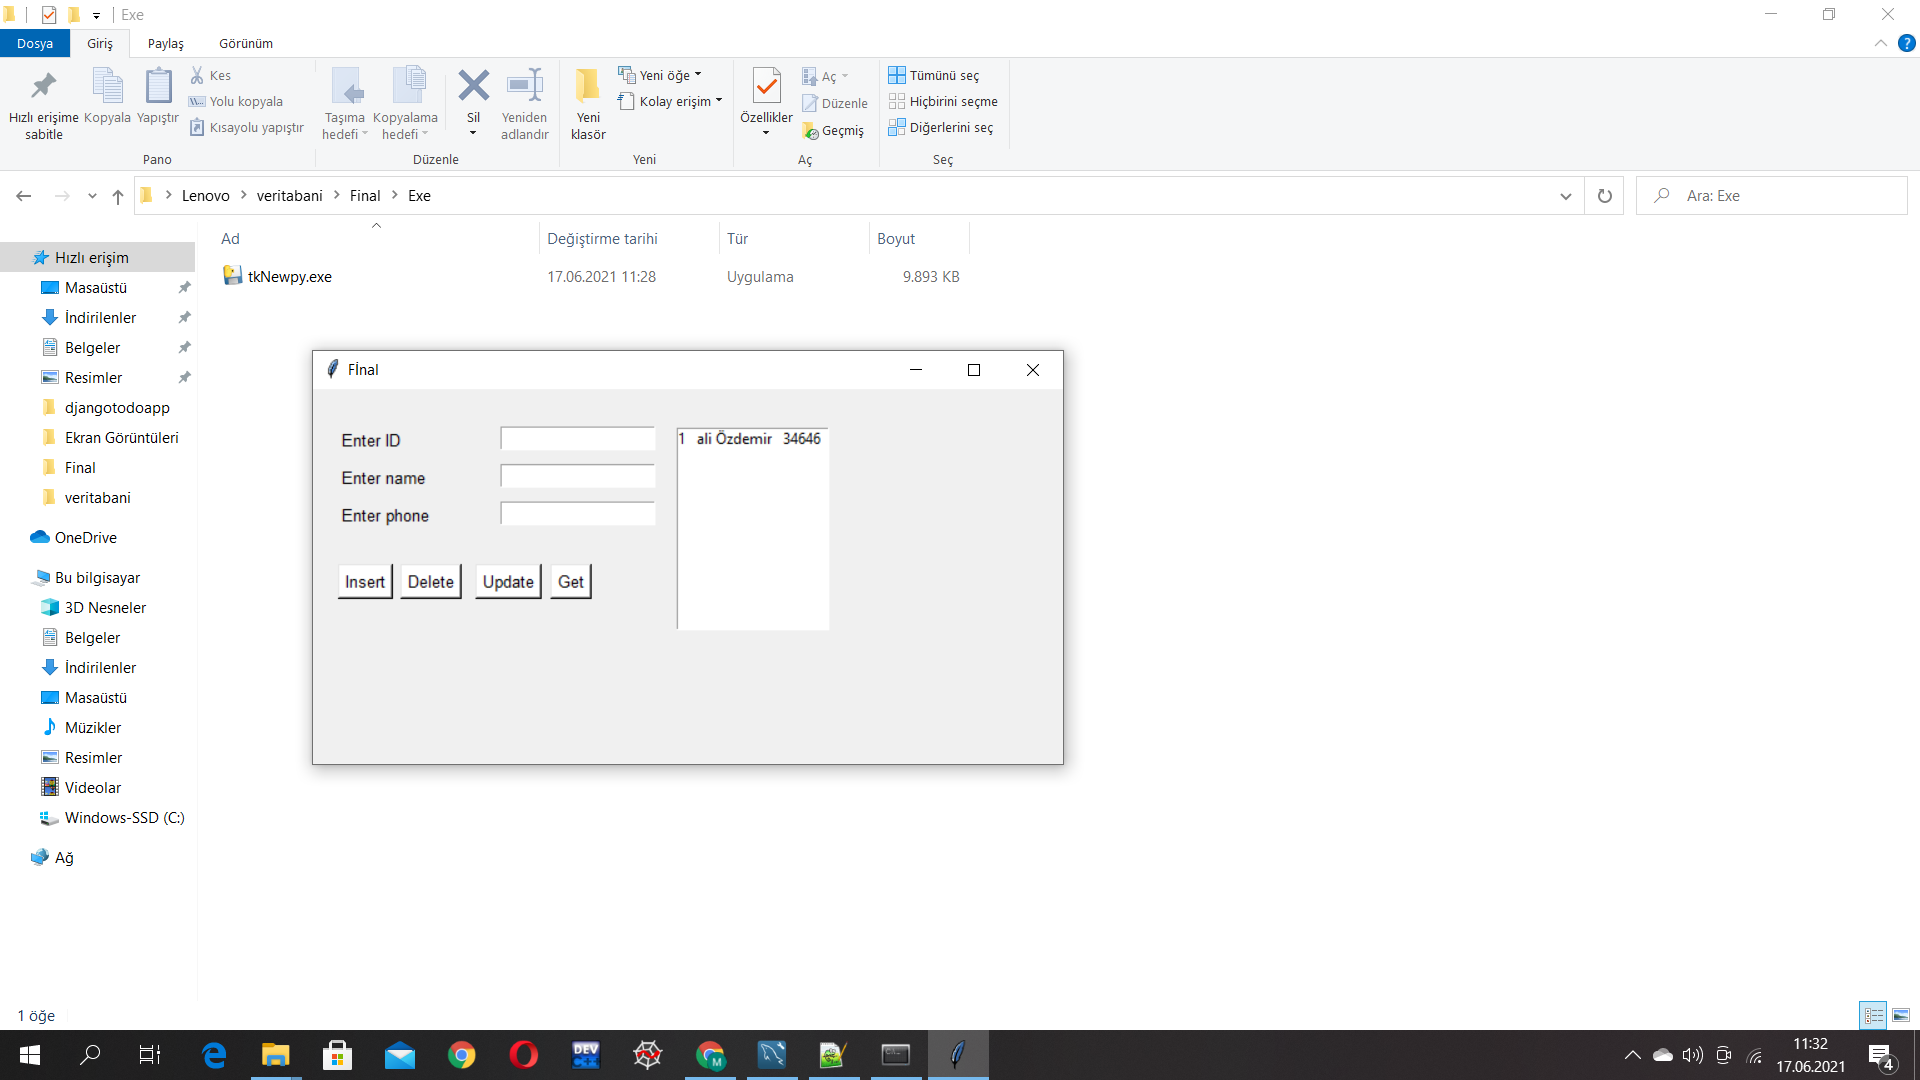 Exe
Dosya
Giriş
Paylaş
Görünüm
Hızlı erişime sabitle
Kopyala
Yapıştır
Kes
Yolu kopyala
Kısayolu yapıştır
Pano
Taşıma hedefi
Kopyalama hedefi
Sil
Yeniden adlandır
Düzenle
Yeni klasör
Yeni öğe
Kolay erişim
Yeni
Özellikler
Aç
Düzenle
Geçmiş
Aç
Tümünü seç
Hiçbirini seçme
Diğerlerini seç
Seç
Lenovo > veritabani > Final > Exe
Ara: Exe
Ad
Değiştirme tarihi
Tür
Boyut
tkNewpy.exe
17.06.2021 11:28
Uygulama
9.893 KB
Hızlı erişim
Masaüstü
İndirilenler
Belgeler
Resimler
djangotodoapp
Ekran Görüntüleri
Final
veritabani
OneDrive
Bu bilgisayar
3D Nesneler
Belgeler
İndirilenler
Masaüstü
Müzikler
Resimler
Videolar
Windows-SSD (C:)
Ağ
Fİnal
Enter ID
Enter name
Enter phone
Insert
Delete
Update
Get
1 ali Özdemir 34646
1 öğe
DEV
C++
M
11:32
17.06.2021
4